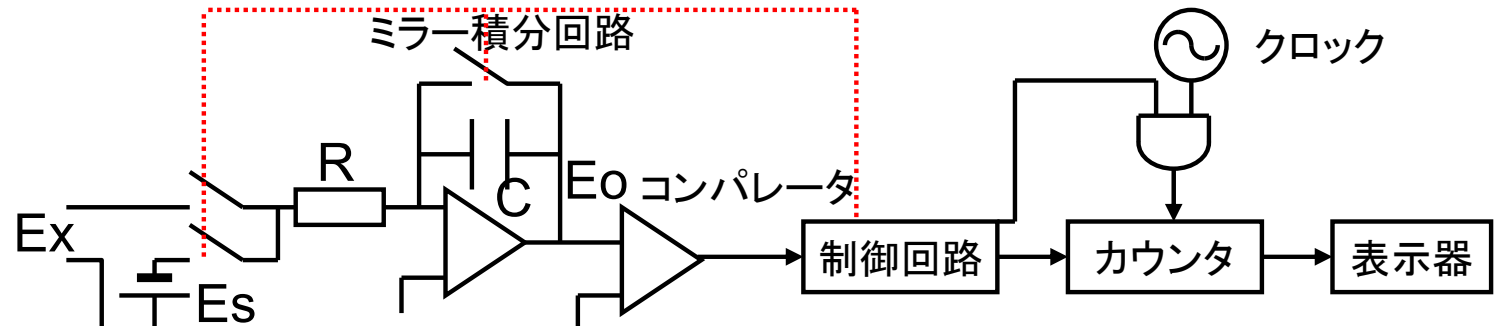 ミラー積分回路
クロック
R
C
Eo
コンパレータ
Ex
Es
制御回路
カウンタ
表示器